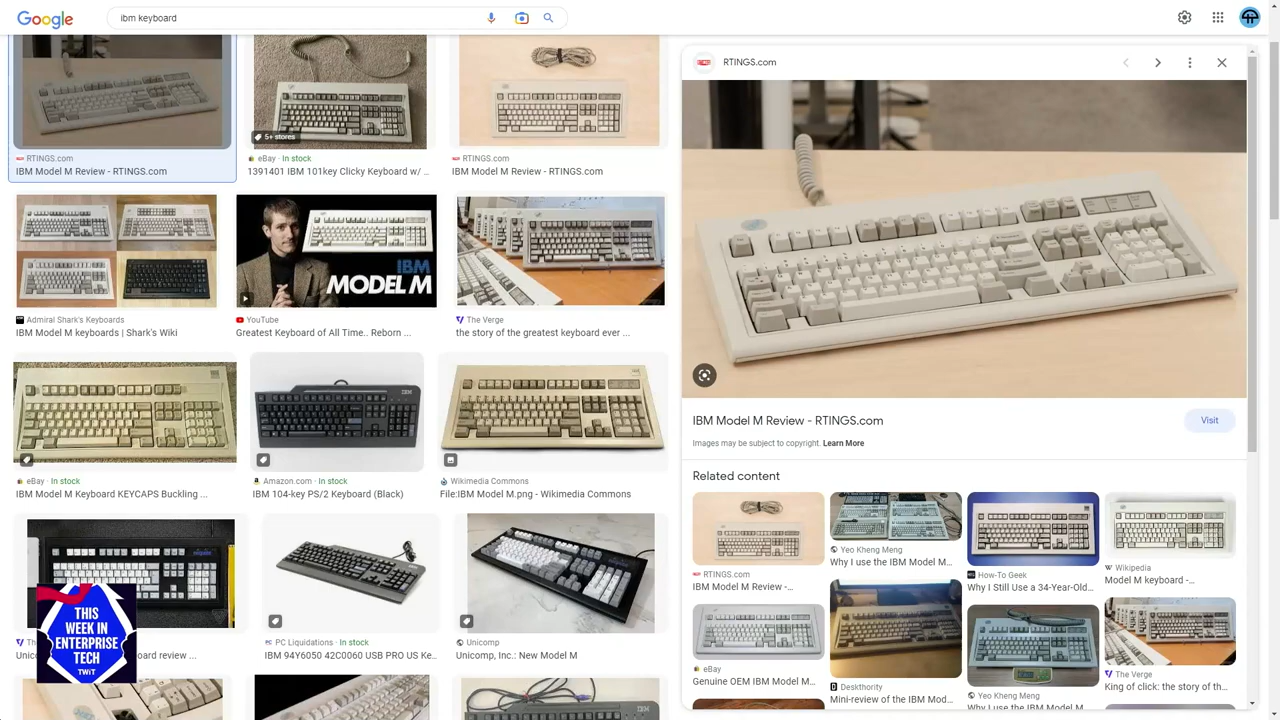 Google
ibm keyboard
5+ stores
RTINGS.com
IBM Model M Review - RTINGS.com
eBay · In stock
1391401 IBM 101key Clicky Keyboard w/ ...
RTINGS.com
IBM Model M Review - RTINGS.com
IBM
MODEL M
Admiral Shark's Keyboards
IBM Model M keyboards | Shark's Wiki
YouTube
Greatest Keyboard of All Time.. Reborn ...
The Verge
the story of the greatest keyboard ever ...
IBM
eBay · In stock
IBM Model M Keyboard KEYCAPS Buckling ...
Amazon.com · In stock
IBM 104-key PS/2 Keyboard (Black)
Wikimedia Commons
File:IBM Model M.png - Wikimedia Commons
THIS
WEEK IN
ENTERPRISE
TECH
TWiT
oard review ...
PC Liquidations · In stock
IBM 94Y6050 42C0060 USB PRO US Ke...
Unicomp
Unicomp, Inc.: New Model M
RTINGS.com
IBM Model M Review - RTINGS.com
Visit
Images may be subject to copyright. Learn More
Related content
RTINGS.com
IBM Model M Review -...
Yeo Kheng Meng
Why I use the IBM Model M...
How-To Geek
Why I Still Use a 34-Year-Old...
Wikipedia
Model M keyboard -...
eBay
Genuine OEM IBM Model M...
Deskthority
Mini-review of the IBM Mod...
Yeo Kheng Meng
Why I use the IBM Model M
The Verge
King of click: the story of th...